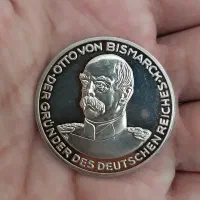 ·OTTO VON BISMARCK·
DER GRÜNDER DES DEUTSCHEN REICHES